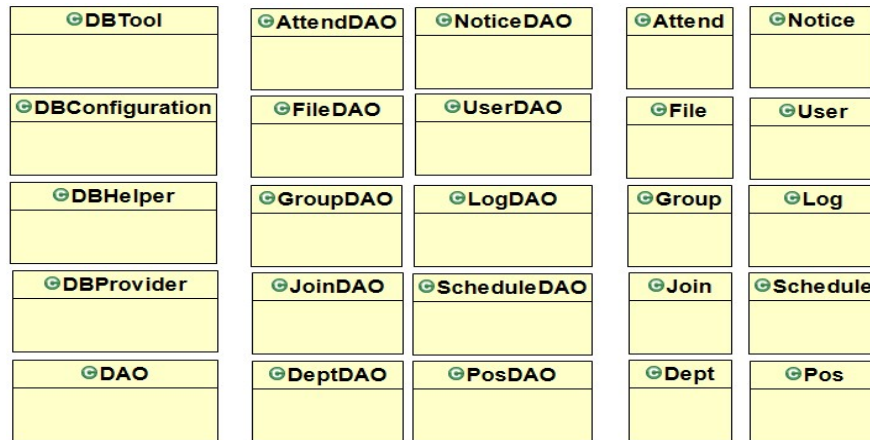 DBTool
AttendDAO
NoticeDAO
Attend
Notice
DBConfiguration
FileDAO
UserDAO
File
User
DBHelper
GroupDAO
LogDAO
Group
Log
DBProvider
JoinDAO
ScheduleDAO
Join
Schedule
DAO
DeptDAO
PosDAO
Dept
Pos